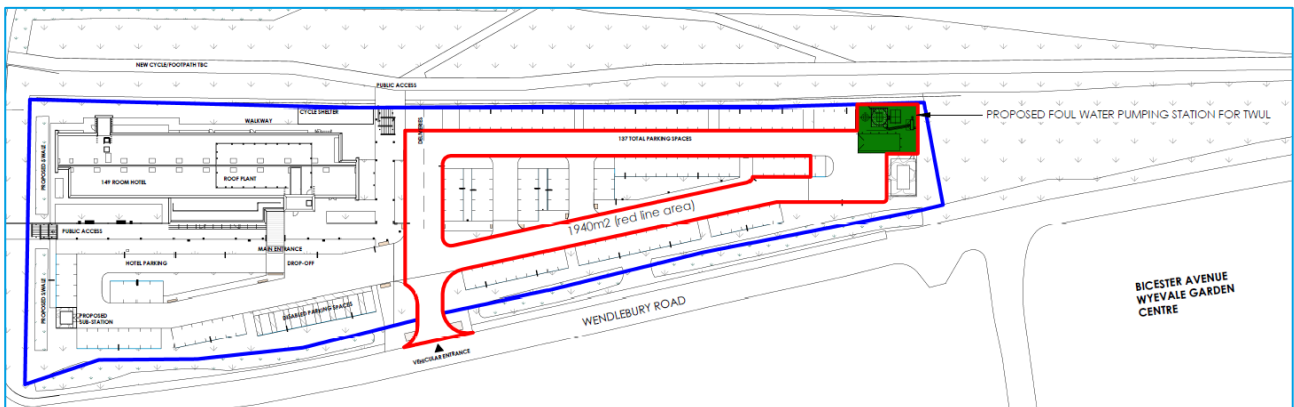 NEW CYCLE/FOOTPATH TBC
PUBLIC ACCESS
CYCLE SHELTER
WALKWAY
DELIVERIES
137 TOTAL PARKING SPACES
PROPOSED FOUL WATER PUMPING STATION FOR TWUL
PROPOSED SWALE
149 ROOM HOTEL
ROOF PLANT
1940m2 (red line area)
PUBLIC ACCESS
MAIN ENTRANCE
HOTEL PARKING
DROP-OFF
PROPOSED SWALE
PROPOSED
SUB-STATION
DISABLED PARKING SPACES
WENDLEBURY ROAD
VEHICULAR ENTRANCE
BICESTER AVENUE
WYEVALE GARDEN
CENTRE